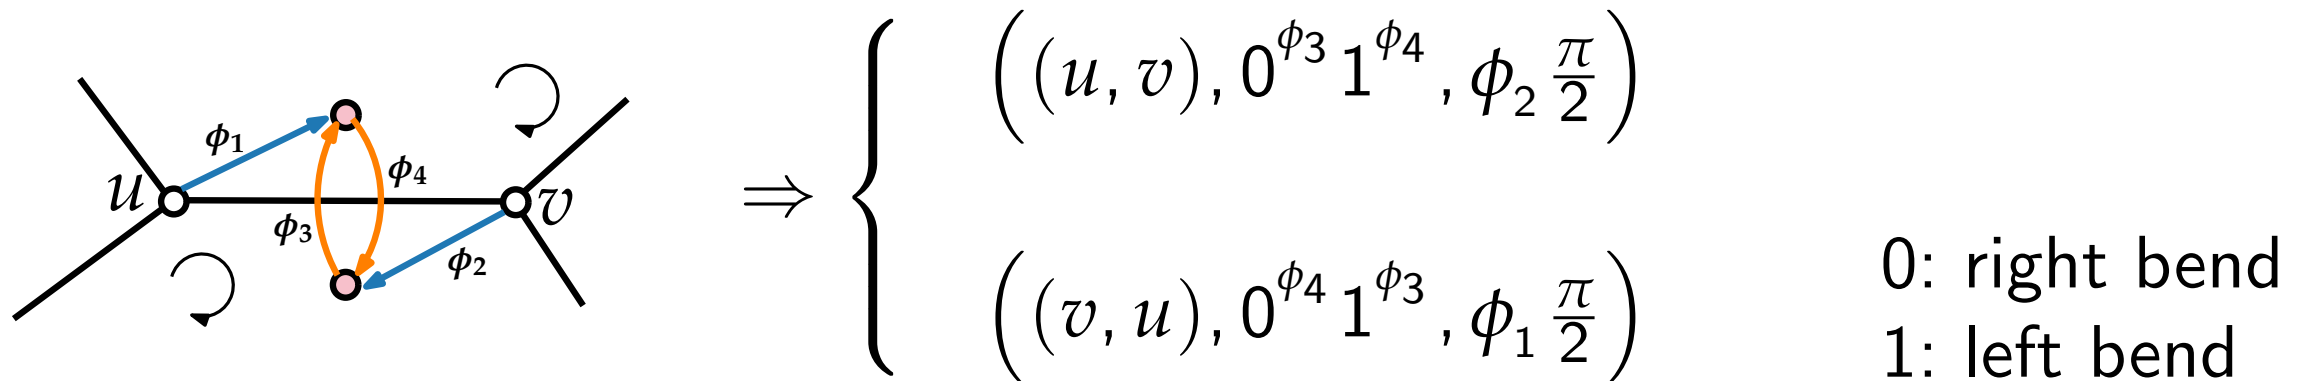 ϕ₁
ϕ₄
u
v
ϕ₃
ϕ₂
⇒ {
((u, v), 0^ϕ₃ 1^ϕ₄, ϕ₂ π/2)
((v, u), 0^ϕ₄ 1^ϕ₃, ϕ₁ π/2)
0: right bend
1: left bend